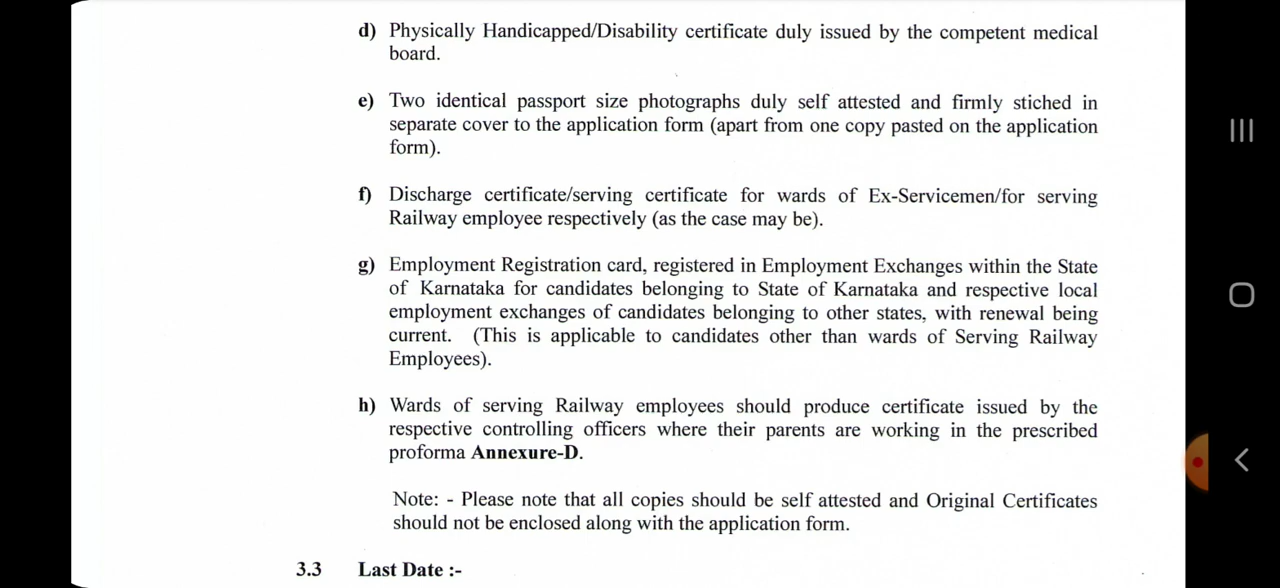 d) Physically Handicapped/Disability certificate duly issued by the competent medical
board.
e) Two identical passport size photographs duly self attested and firmly stiched in
separate cover to the application form (apart from one copy pasted on the application
form).
f) Discharge certificate/serving certificate for wards of Ex-Servicemen/for serving
Railway employee respectively (as the case may be).
g) Employment Registration card, registered in Employment Exchanges within the State
of Karnataka for candidates belonging to State of Karnataka and respective local
employment exchanges of candidates belonging to other states, with renewal being
current. (This is applicable to candidates other than wards of Serving Railway
Employees).
h) Wards of serving Railway employees should produce certificate issued by the
respective controlling officers where their parents are working in the prescribed
proforma Annexure-D.
Note: - Please note that all copies should be self attested and Original Certificates
should not be enclosed along with the application form.
3.3 Last Date :-